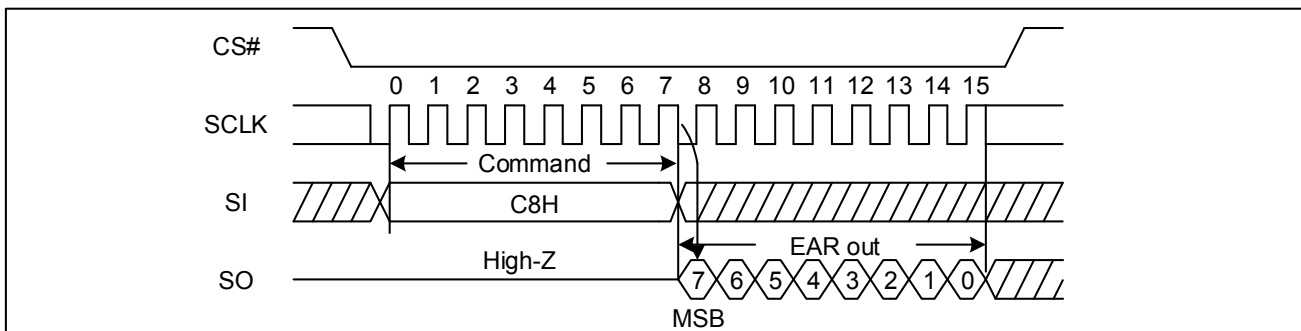 CS#
0 1 2 3 4 5 6 7 8 9 10 11 12 13 14 15
SCLK
Command
SI
C8H
EAR out
High-Z
SO
7 6 5 4 3 2 1 0
MSB